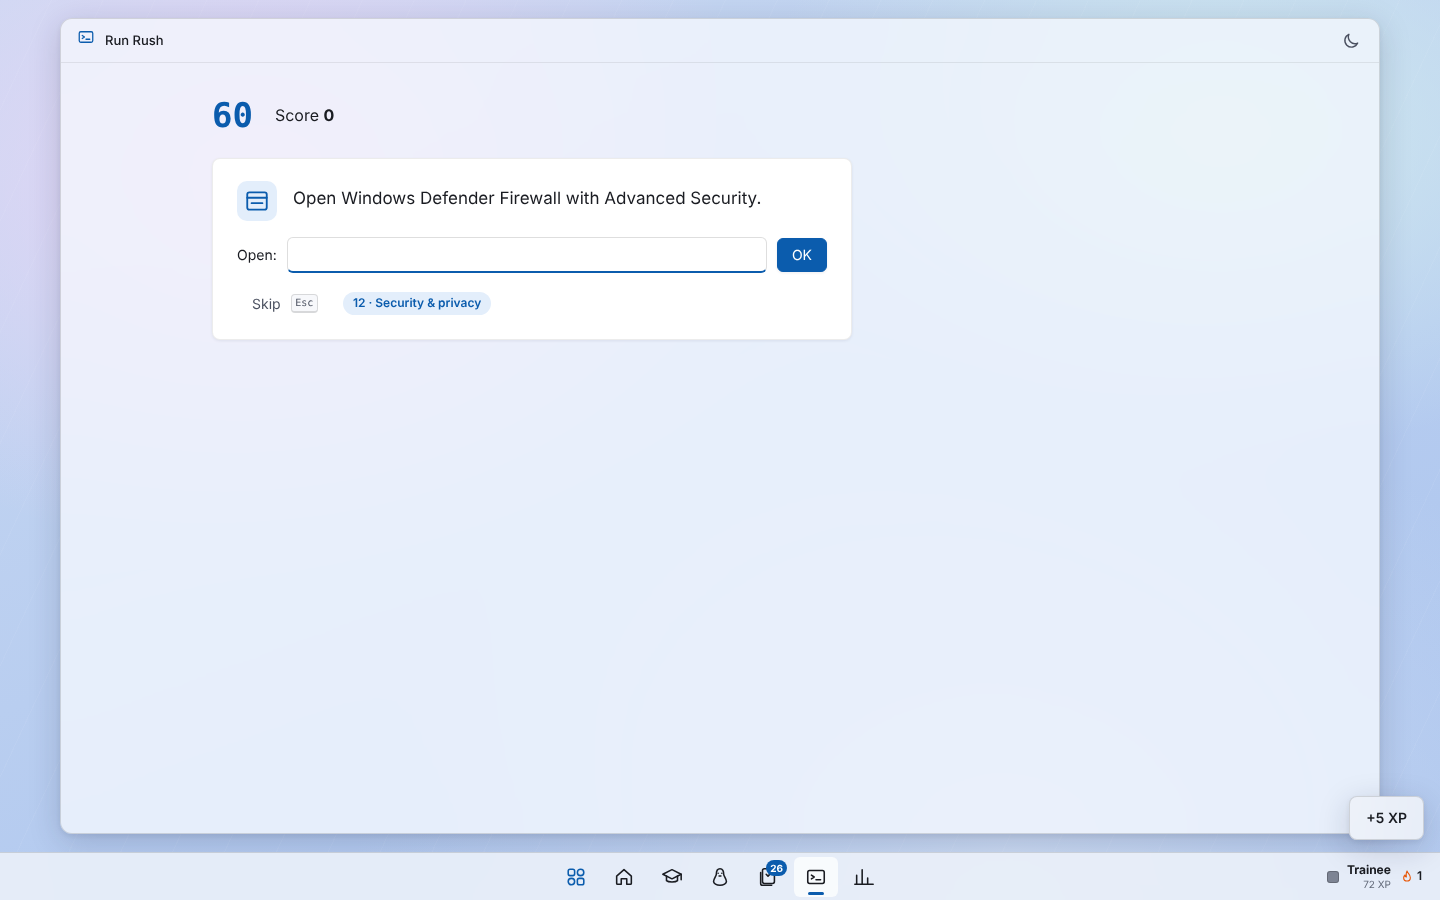 Run Rush
60 Score 0
Open Windows Defender Firewall with Advanced Security.
Open: OK
Skip Esc 12 · Security & privacy
+5 XP
26
Trainee
72 XP
1